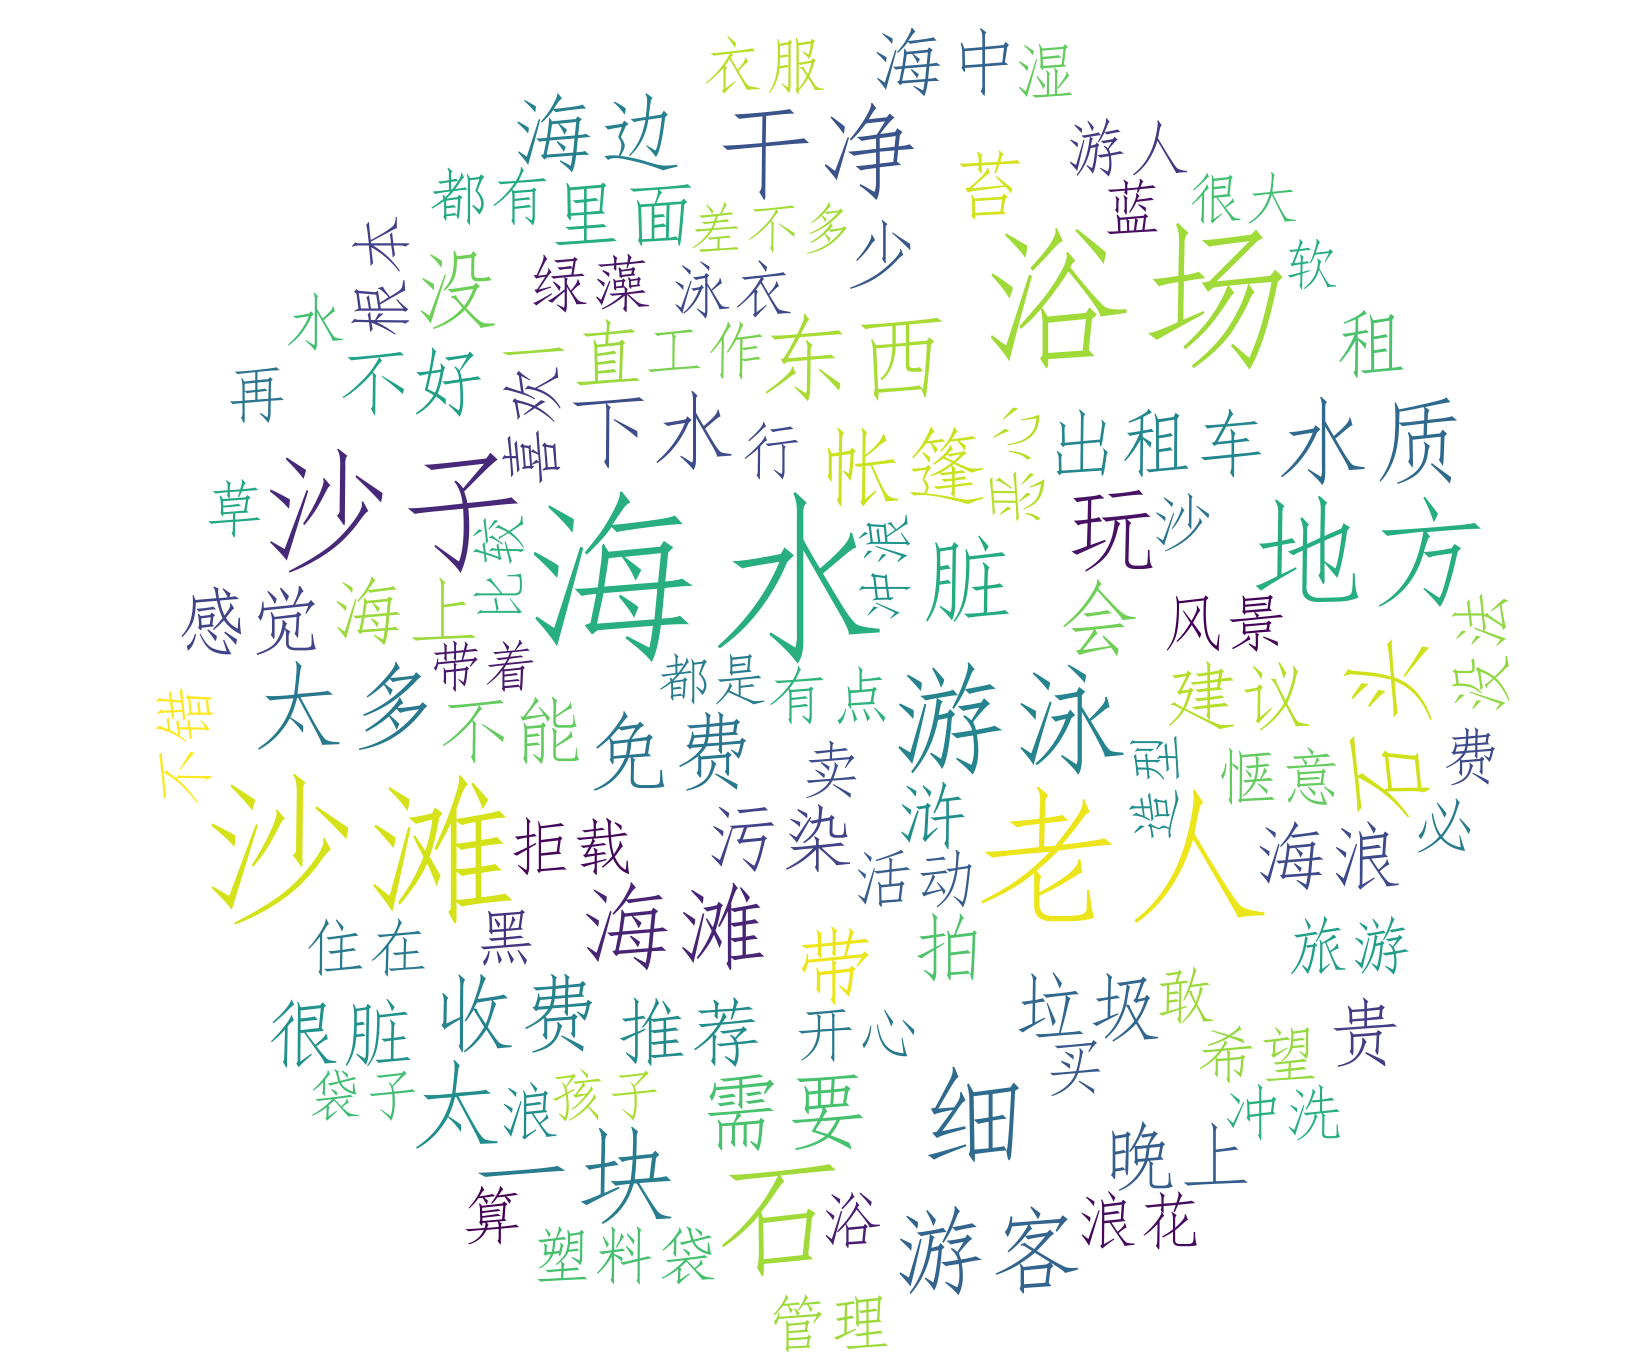 衣服
海中
湿
海边
干净
游人
苔
蓝
很大
都有
里面
差不多
少
浴场
软
根本
没
绿藻
泳衣
水
不好
一直
工作
东西
租
再
喜欢
下水
行
帐篷
恶心
出租车
水质
沙子
草
比较
海水
冲浪
脏
玩
沙
地方
感觉
海上
会
风景
没法
带着
太多
不能
都是
有点
免费
游泳
建议
石头
不错
卖
造型
惬意
费
沙滩
拒载
污染
浒
老人
海浪
必
活动
海滩
黑
住在
带
拍
旅游
很脏
收费
推荐
开心
垃圾
敢
贵
买
希望
袋子
太
浪
孩子
需要
细
冲洗
一块
晚上
石
算
浴
浪花
塑料袋
游客
管理